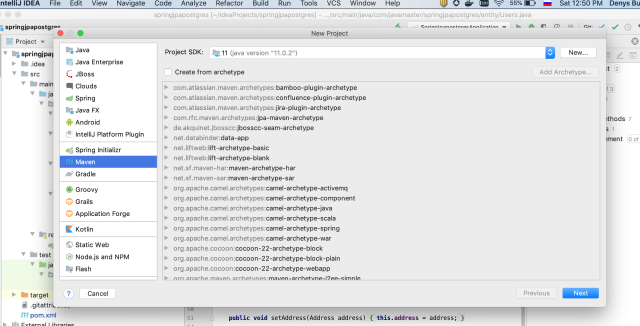 IntelliJ IDEA File Edit View Navigate Code Analyze Refactor Build Run Tools VCS Window Help 55% Sat 12:50 PM Denys Bu
springjpapostgres [~/IdeaProjects/springjpapostgres] - .../src/main/java/com/javamaster/springjpapostgres/entity/Users.java
springjpapostgres
SpringjpapostgresApplication
Git:
Project
New Project
springjpapostgr
.idea
src
main
ja
re
test
ja
target
.gitattrib
pom.xml
External Libraries
Java
Java Enterprise
JBoss
Clouds
Spring
Java FX
Android
IntelliJ Platform Plugin
Spring Initializr
Maven
Gradle
Groovy
Grails
Application Forge
Kotlin
Static Web
Node.js and NPM
Flash
Project SDK: 11 (java version "11.0.2") New...
Create from archetype Add Archetype...
com.atlassian.maven.archetypes:bamboo-plugin-archetype
com.atlassian.maven.archetypes:confluence-plugin-archetype
com.atlassian.maven.archetypes:jira-plugin-archetype
com.rfc.maven.archetypes:jpa-maven-archetype
de.akquinet.jbosscc:jbosscc-seam-archetype
net.databinder:data-app
net.liftweb:lift-archetype-basic
net.liftweb:lift-archetype-blank
net.sf.maven-har:maven-archetype-har
net.sf.maven-sar:maven-archetype-sar
org.apache.camel.archetypes:camel-archetype-activemq
org.apache.camel.archetypes:camel-archetype-component
org.apache.camel.archetypes:camel-archetype-java
org.apache.camel.archetypes:camel-archetype-scala
org.apache.camel.archetypes:camel-archetype-spring
org.apache.camel.archetypes:camel-archetype-war
org.apache.cocoon:cocoon-22-archetype-block
org.apache.cocoon:cocoon-22-archetype-block-plain
org.apache.cocoon:cocoon-22-archetype-webapp
org.apache.maven.archetypes:maven-archetype-j2ee-simple
? Cancel Previous Next
51 public void setAddress(Address address) { this.address = address; }